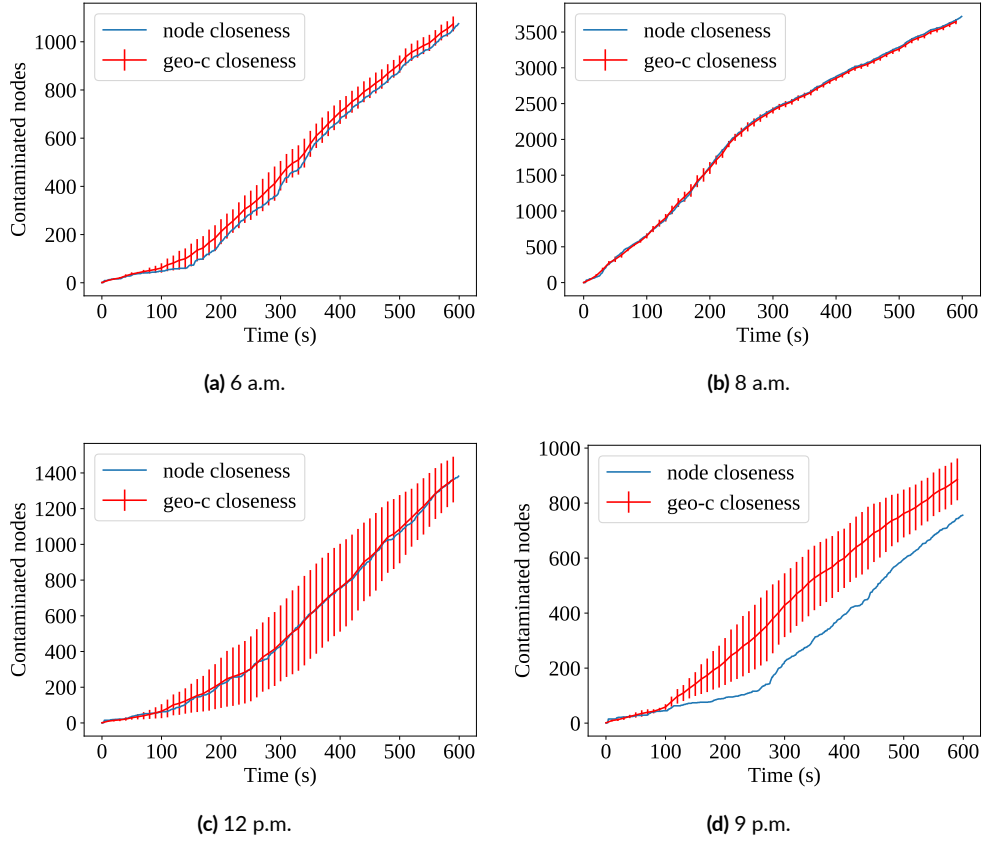 node closeness
geo-c closeness
Contaminated nodes
1000
800
600
400
200
0
0 100 200 300 400 500 600
Time (s)
(a) 6 a.m.
node closeness
geo-c closeness
3500
3000
2500
2000
1500
1000
500
0
0 100 200 300 400 500 600
Time (s)
(b) 8 a.m.
node closeness
geo-c closeness
Contaminated nodes
1400
1200
1000
800
600
400
200
0
0 100 200 300 400 500 600
Time (s)
(c) 12 p.m.
node closeness
geo-c closeness
Contaminated nodes
1000
800
600
400
200
0
0 100 200 300 400 500 600
Time (s)
(d) 9 p.m.